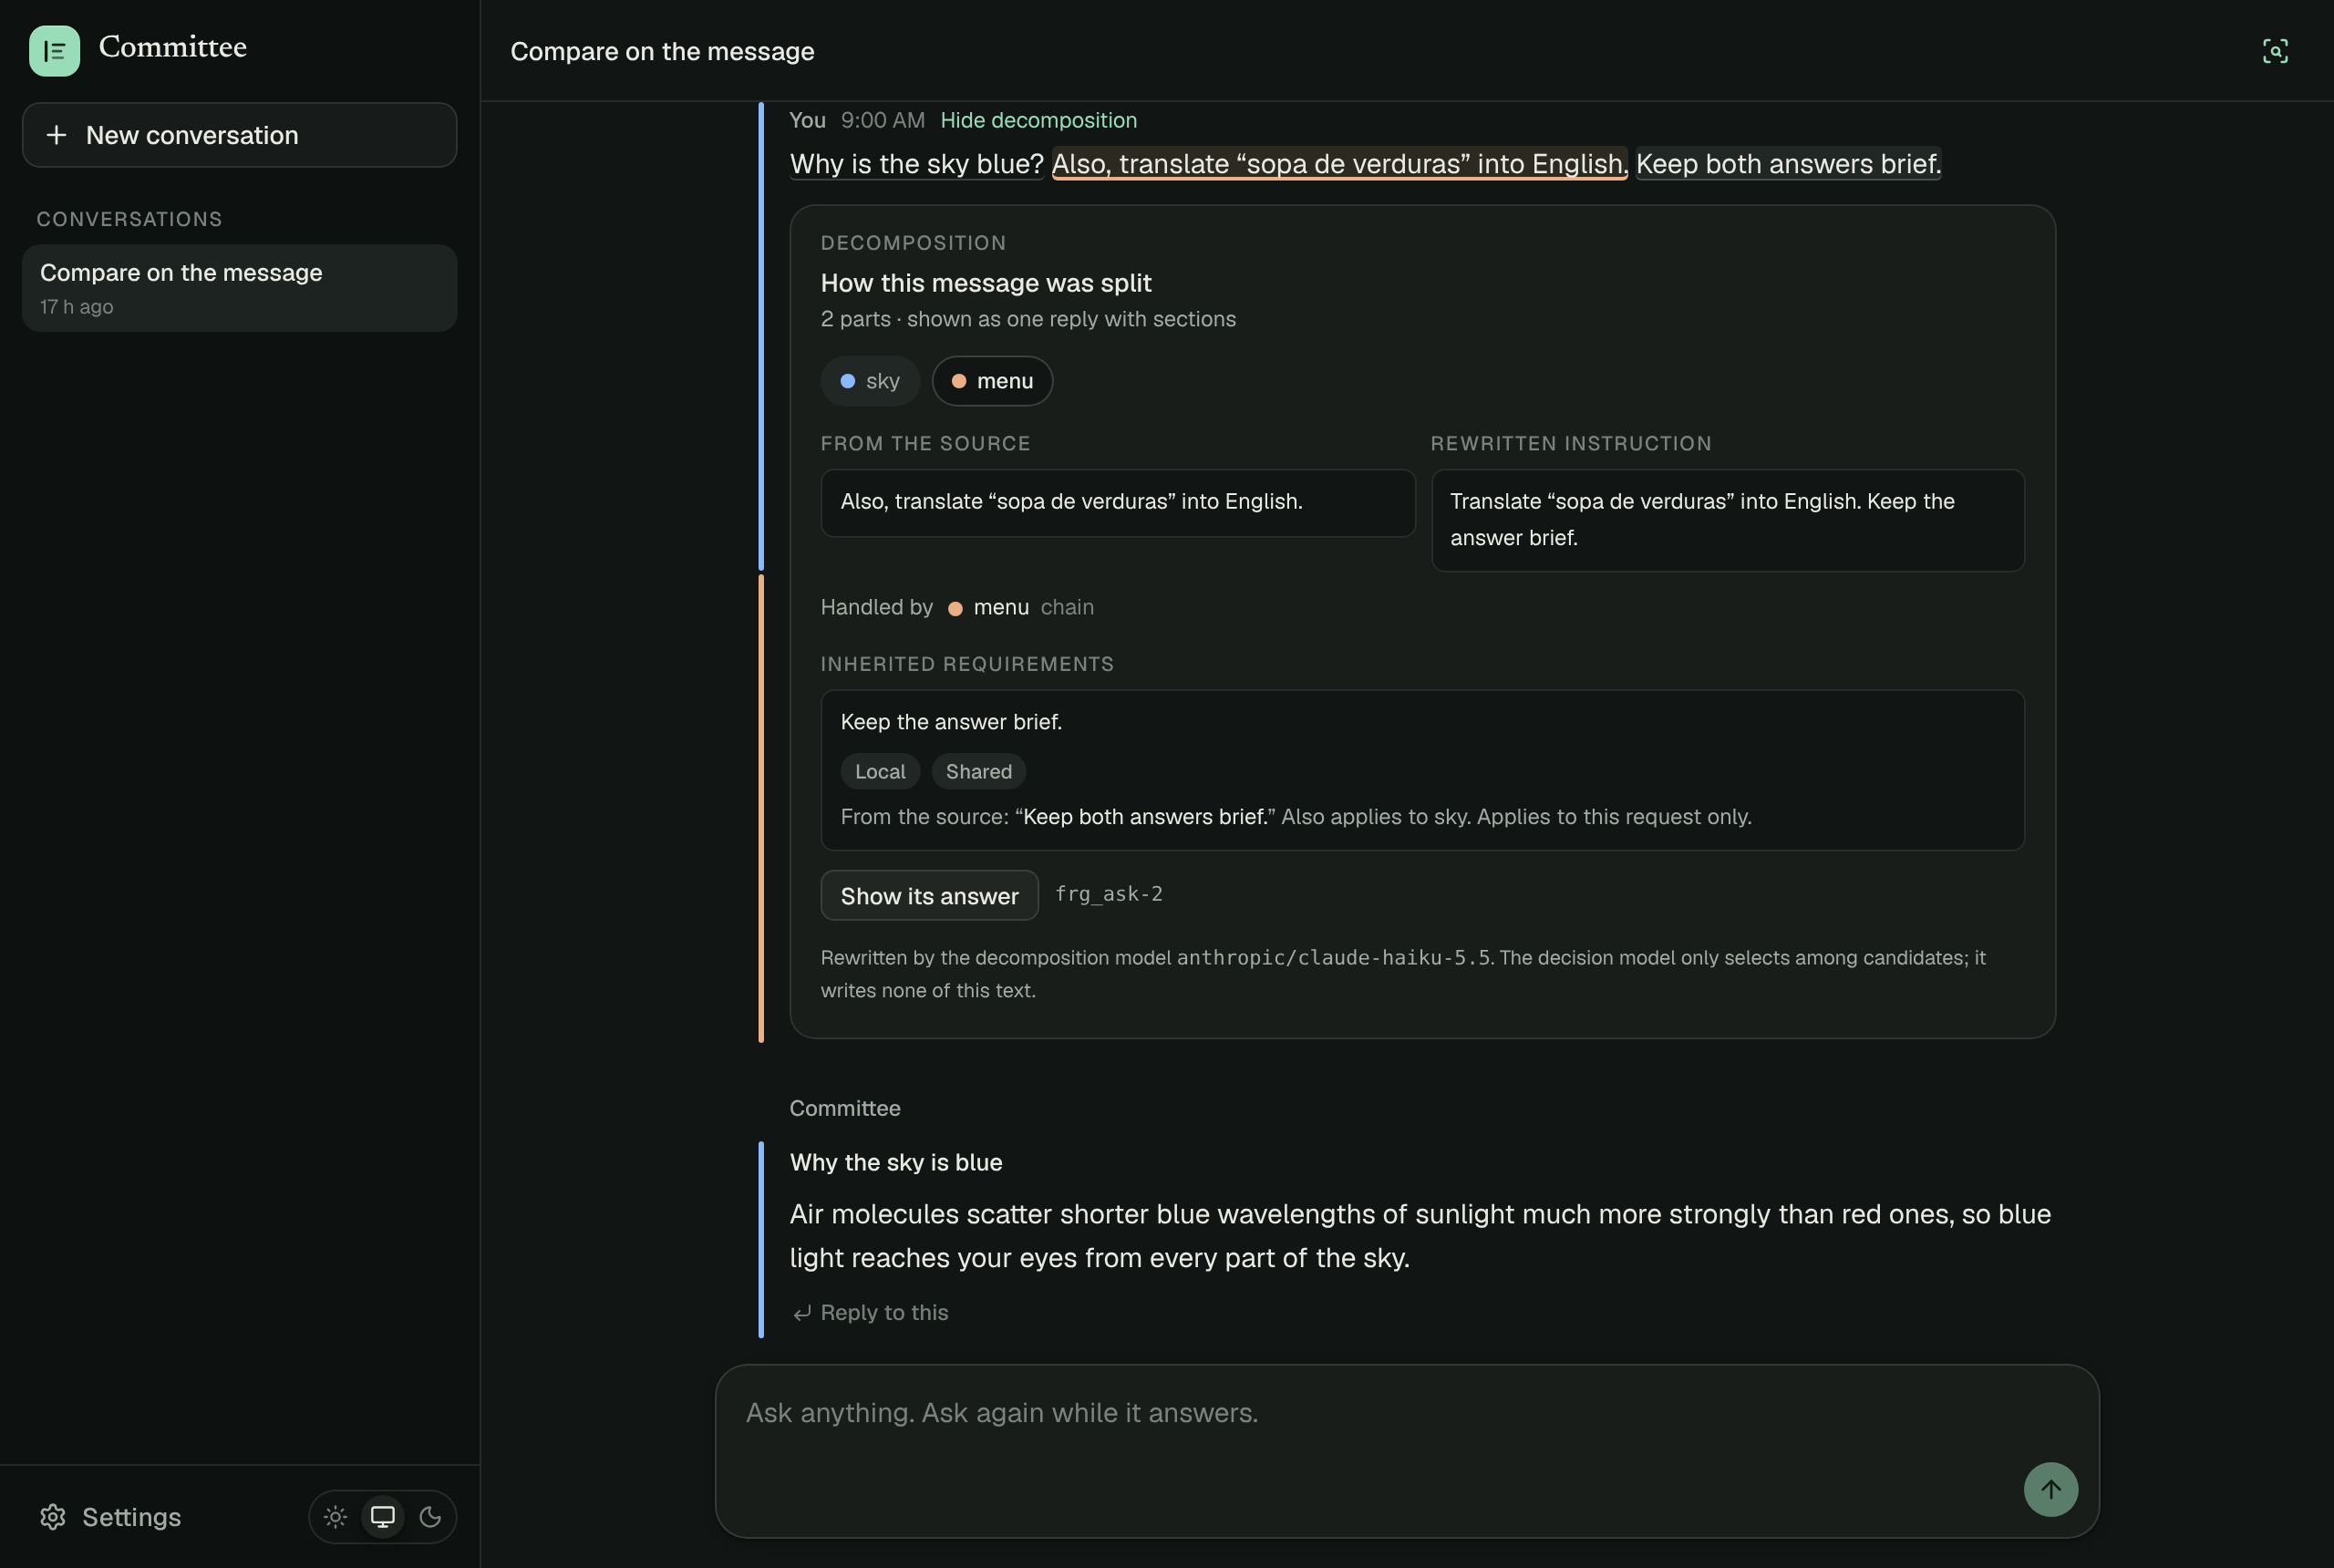 Committee
New conversation
CONVERSATIONS
Compare on the message
17 h ago
Settings
Compare on the message
You 9:00 AM Hide decomposition
Why is the sky blue? Also, translate “sopa de verduras” into English. Keep both answers brief.
DECOMPOSITION
How this message was split
2 parts · shown as one reply with sections
sky menu
FROM THE SOURCE
Also, translate “sopa de verduras” into English.
REWRITTEN INSTRUCTION
Translate “sopa de verduras” into English. Keep the
answer brief.
Handled by menu chain
INHERITED REQUIREMENTS
Keep the answer brief.
Local Shared
From the source: “Keep both answers brief.” Also applies to sky. Applies to this request only.
Show its answer frg_ask-2
Rewritten by the decomposition model anthropic/claude-haiku-5.5. The decision model only selects among candidates; it
writes none of this text.
Committee
Why the sky is blue
Air molecules scatter shorter blue wavelengths of sunlight much more strongly than red ones, so blue
light reaches your eyes from every part of the sky.
Reply to this
Ask anything. Ask again while it answers.